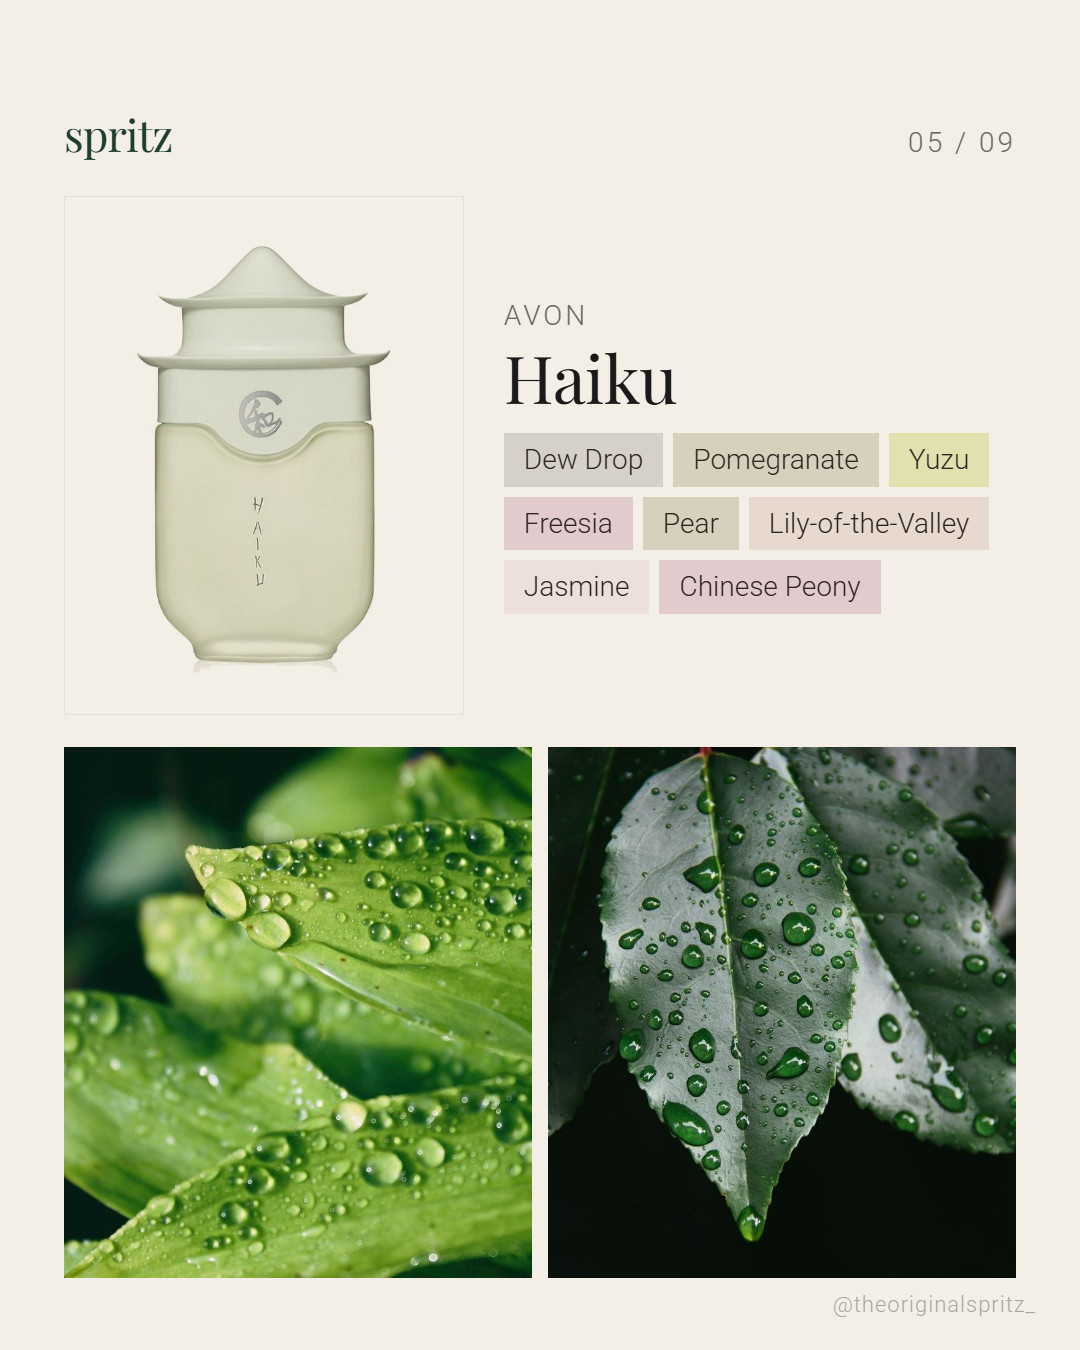 spritz
05 / 09
AVON
Haiku
Dew Drop Pomegranate Yuzu
Freesia Pear Lily-of-the-Valley
Jasmine Chinese Peony
和
H
A
I
K
U
@theoriginalspritz_